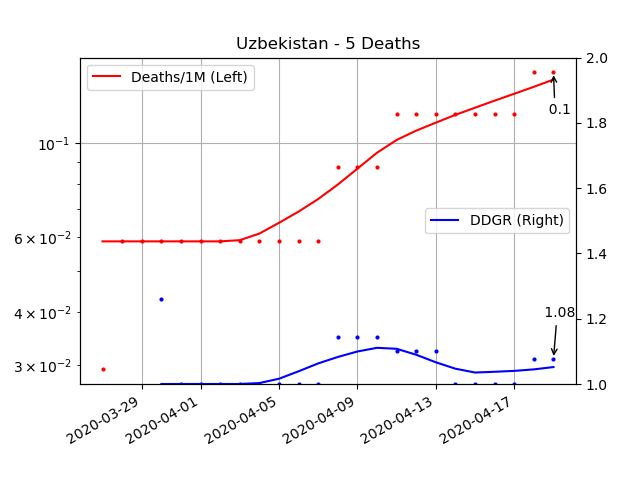 Uzbekistan - 5 Deaths
Deaths/1M (Left)
DDGR (Right)
10⁻¹
6 × 10⁻²
4 × 10⁻²
3 × 10⁻²
2.0
1.8
1.6
1.4
1.2
1.0
0.1
1.08
2020-03-29
2020-04-01
2020-04-05
2020-04-09
2020-04-13
2020-04-17